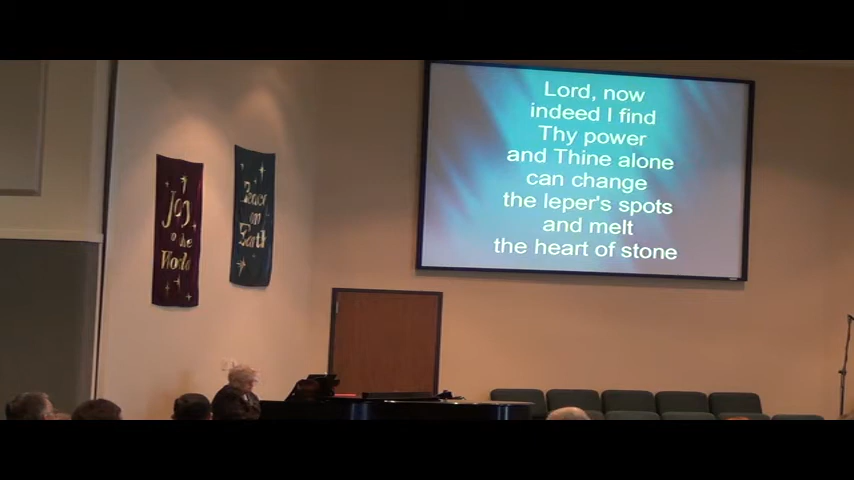 Lord, now
indeed I find
Thy power
and Thine alone
can change
the leper's spots
and melt
the heart of stone
Joy
to the
World
Peace
on
Earth